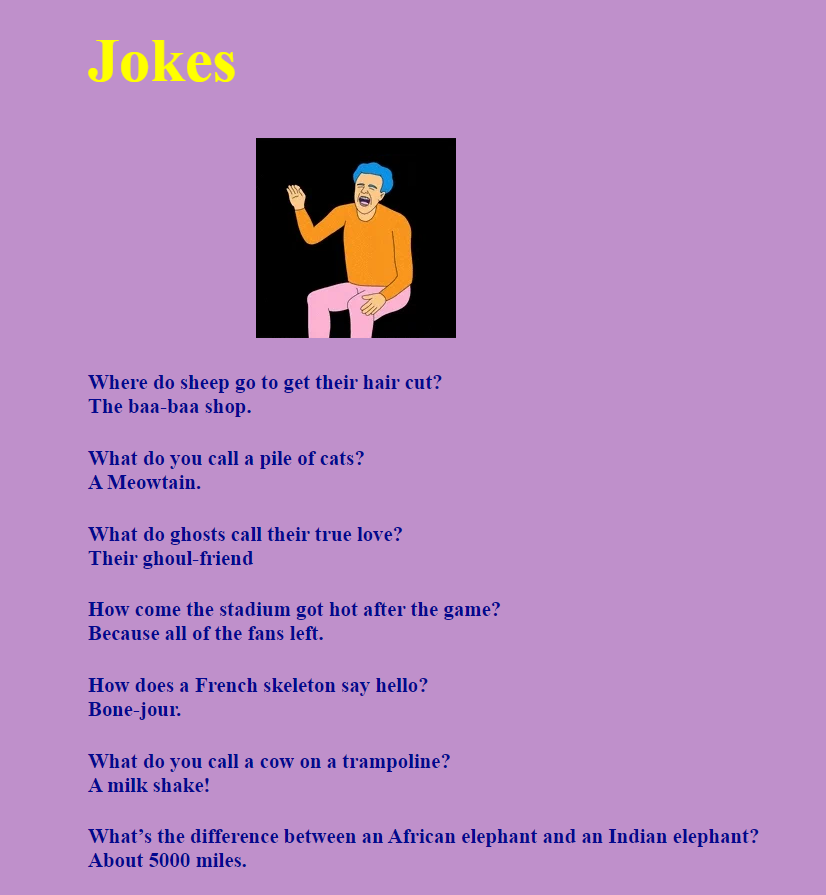 Jokes
Where do sheep go to get their hair cut?
The baa-baa shop.
What do you call a pile of cats?
A Meowtain.
What do ghosts call their true love?
Their ghoul-friend
How come the stadium got hot after the game?
Because all of the fans left.
How does a French skeleton say hello?
Bone-jour.
What do you call a cow on a trampoline?
A milk shake!
What’s the difference between an African elephant and an Indian elephant?
About 5000 miles.